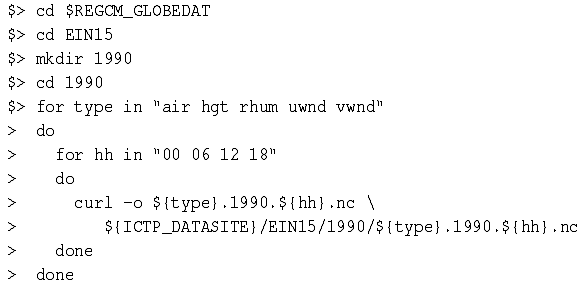 $> cd $REGCM_GLOBEDAT
$> cd EIN15
$> mkdir 1990
$> cd 1990
$> for type in "air hgt rhum uwnd vwnd"
>  do
>    for hh in "00 06 12 18"
>    do
>      curl -o ${type}.1990.${hh}.nc \
>         ${ICTP_DATASITE}/EIN15/1990/${type}.1990.${hh}.nc
>    done
>  done